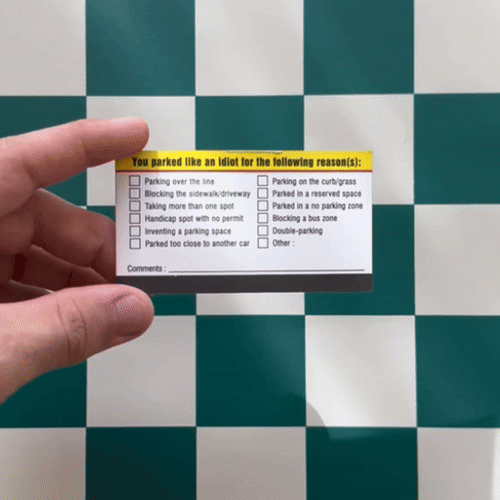 You parked like an idiot for the following reason(s):
Parking over the line
Blocking the sidewalk/driveway
Taking more than one spot
Handicap spot with no permit
Inventing a parking space
Parked too close to another car
Parking on the curb/grass
Parked in a reserved space
Parked in a no parking zone
Blocking a bus zone
Double-parking
Other :
Comments :